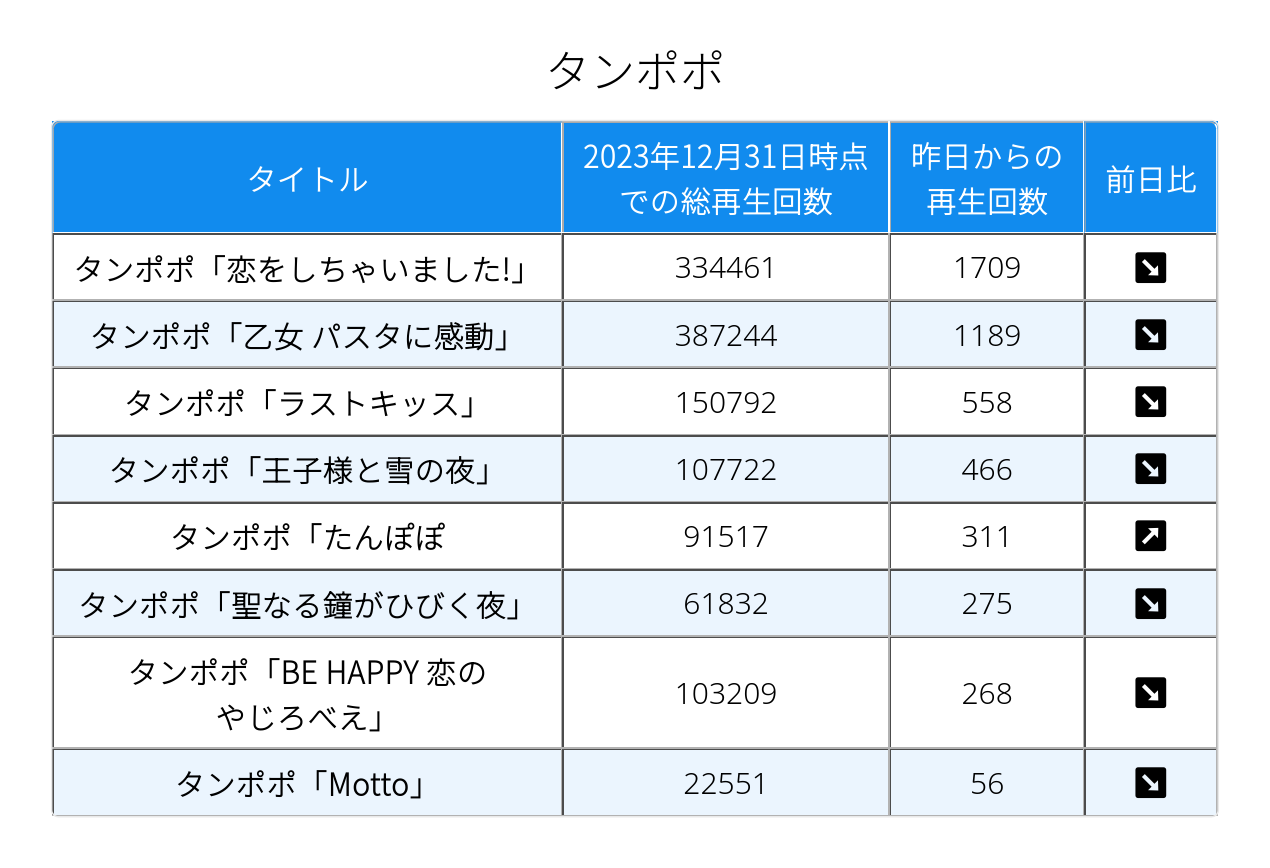 タンポポ
タイトル
2023年12月31日時点
での総再生回数
昨日からの
再生回数
前日比
タンポポ「恋をしちゃいました!」
334461
1709
タンポポ「乙女 パスタに感動」
387244
1189
タンポポ「ラストキッス」
150792
558
タンポポ「王子様と雪の夜」
107722
466
タンポポ「たんぽぽ
91517
311
タンポポ「聖なる鐘がひびく夜」
61832
275
タンポポ「BE HAPPY 恋の
やじろべえ」
103209
268
タンポポ「Motto」
22551
56